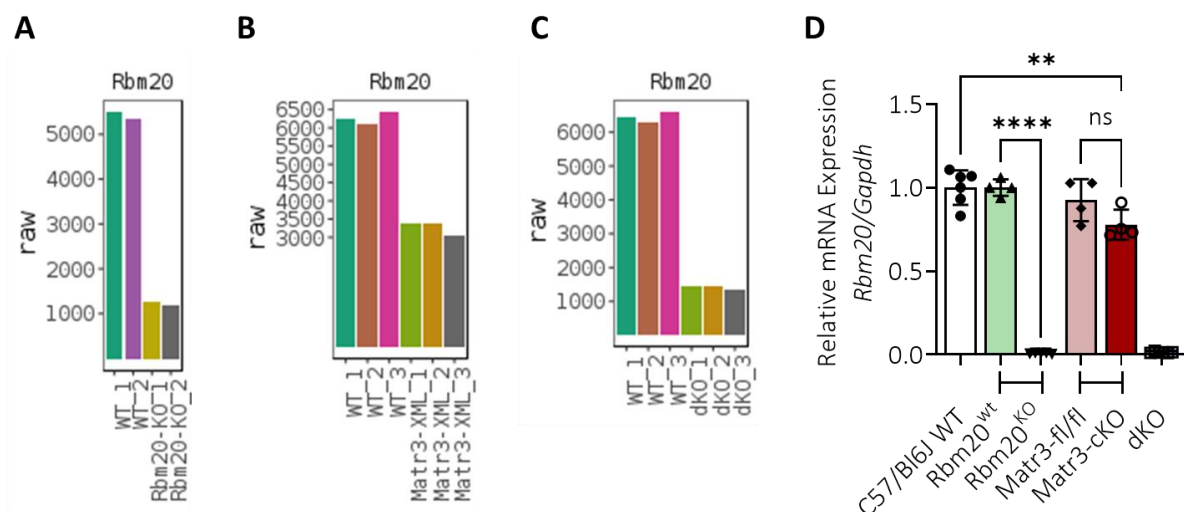 A
Rbm20
raw
5000
4000
3000
2000
1000
WT_1
WT_2
Rbm20-KO_1
Rbm20-KO_2
B
Rbm20
raw
6500
6000
5500
5000
4500
4000
3500
3000
WT_1
WT_2
WT_3
Matr3-XML_1
Matr3-XML_2
Matr3-XML_3
C
Rbm20
raw
6000
5000
4000
3000
2000
1000
WT_1
WT_2
WT_3
dKO_1
dKO_2
dKO_3
D
Relative mRNA Expression
Rbm20/Gapdh
1.5
1.0
0.5
0.0
**
****
ns
C57/Bl6J WT
Rbm20wt
Rbm20KO
Matr3-fl/fl
Matr3-cKO
dKO